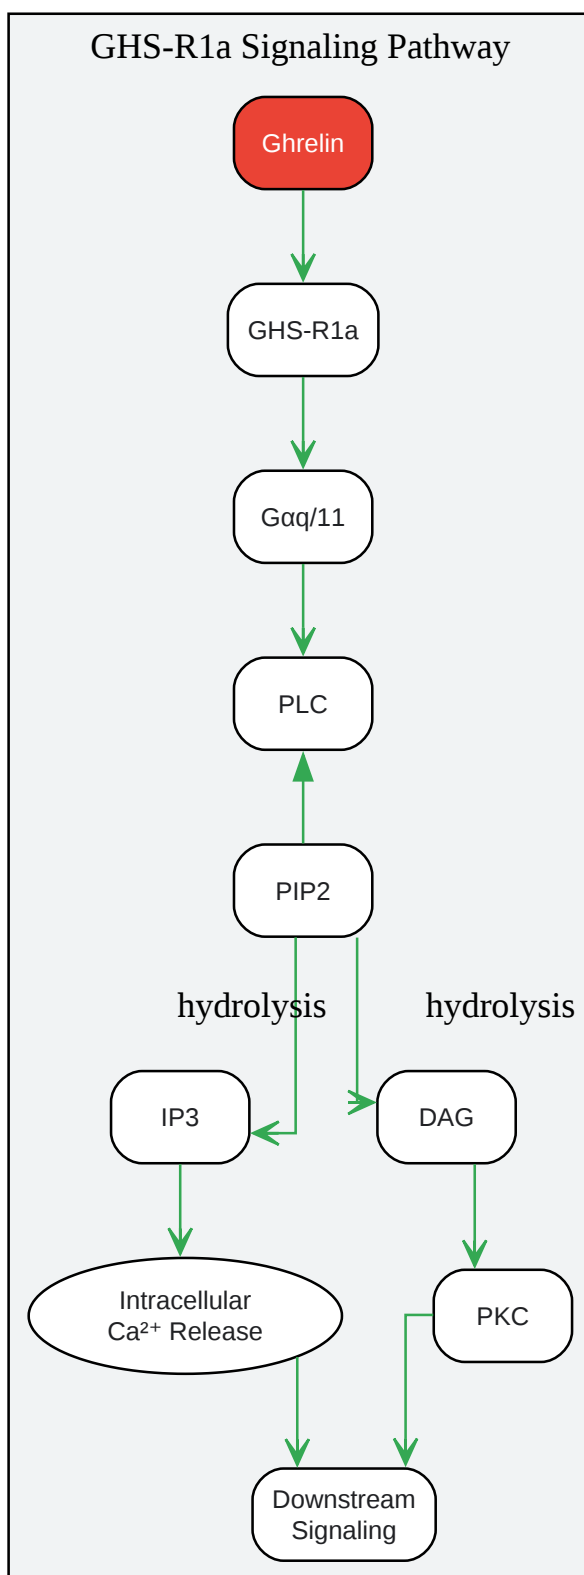 GHS-R1a Signaling Pathway
Ghrelin
GHS-R1a
Gαq/11
PLC
PIP2
hydrolysis
hydrolysis
IP3
DAG
Intracellular
Ca²⁺ Release
PKC
Downstream
Signaling